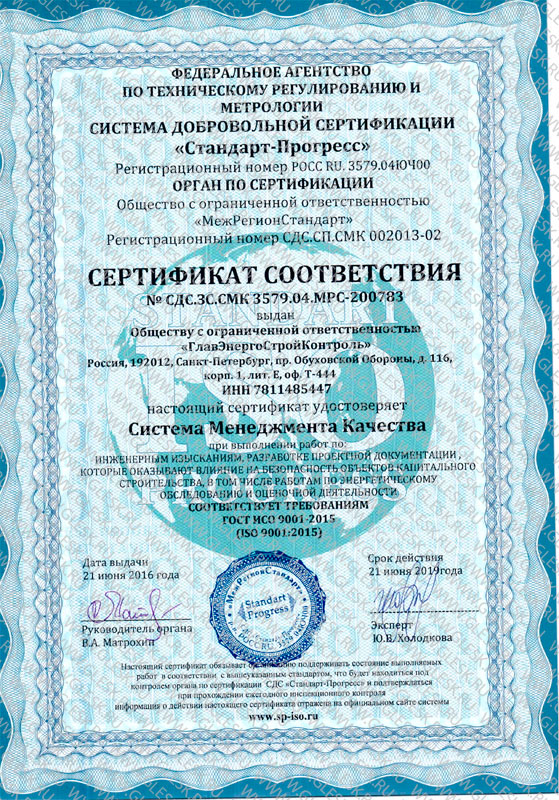 ФЕДЕРАЛЬНОЕ АГЕНТСТВО
ПО ТЕХНИЧЕСКОМУ РЕГУЛИРОВАНИЮ И
МЕТРОЛОГИИ
СИСТЕМА ДОБРОВОЛЬНОЙ СЕРТИФИКАЦИИ
«Стандарт-Прогресс»
Регистрационный номер РОСС RU. 3579.04ЮЧ00
ОРГАН ПО СЕРТИФИКАЦИИ
Общество с ограниченной ответственностью
«МежРегионСтандарт»
Регистрационный номер СДС.СП.СМК 002013-02
СЕРТИФИКАТ СООТВЕТСТВИЯ
№ СДС.ЗС.СМК 3579.04.МРС-200783
выдан
Обществу с ограниченной ответственностью
«ГлавЭнергоСтройКонтроль»
Россия, 192012, Санкт-Петербург, пр. Обуховской Обороны, д. 116,
корп. 1, лит. Е, оф. Т-444
ИНН 7811485447
настоящий сертификат удостоверяет
Система Менеджмента Качества
при выполнении работ по:
ИНЖЕНЕРНЫМ ИЗЫСКАНИЯМ, РАЗРАБОТКЕ ПРОЕКТНОЙ ДОКУМЕНТАЦИИ ,
КОТОРЫЕ ОКАЗЫВАЮТ ВЛИЯНИЕ НА БЕЗОПАСНОСТЬ ОБЪЕКТОВ КАПИТАЛЬНОГО
СТРОИТЕЛЬСТВА, В ТОМ ЧИСЛЕ РАБОТАМ ПО ЭНЕРГЕТИЧЕСКОМУ
ОБСЛЕДОВАНИЮ И ОЦЕНОЧНОЙ ДЕЯТЕЛЬНОСТИ
СООТВЕТСТВУЕТ ТРЕБОВАНИЯМ
ГОСТ ИСО 9001-2015
(ISO 9001:2015)
Дата выдачи
21 июня 2016 года
Срок действия
21 июня 2019года
«МежРегионСтандарт»
Standart
Progress
Руководитель органа
В.А. Матрохин
Эксперт
Ю.В.Холодкова
Настоящий сертификат обязывает организацию поддерживать состояние выполняемых
работ в соответствии с вышеуказанным стандартом, что будет находиться под
контролем органа по сертификации СДС «Стандарт-Прогресс» и подтверждаться
при прохождении ежегодного инспекционного контроля
информация о действии настоящего сертификата отражена на официальном сайте системы
www.sp-iso.ru